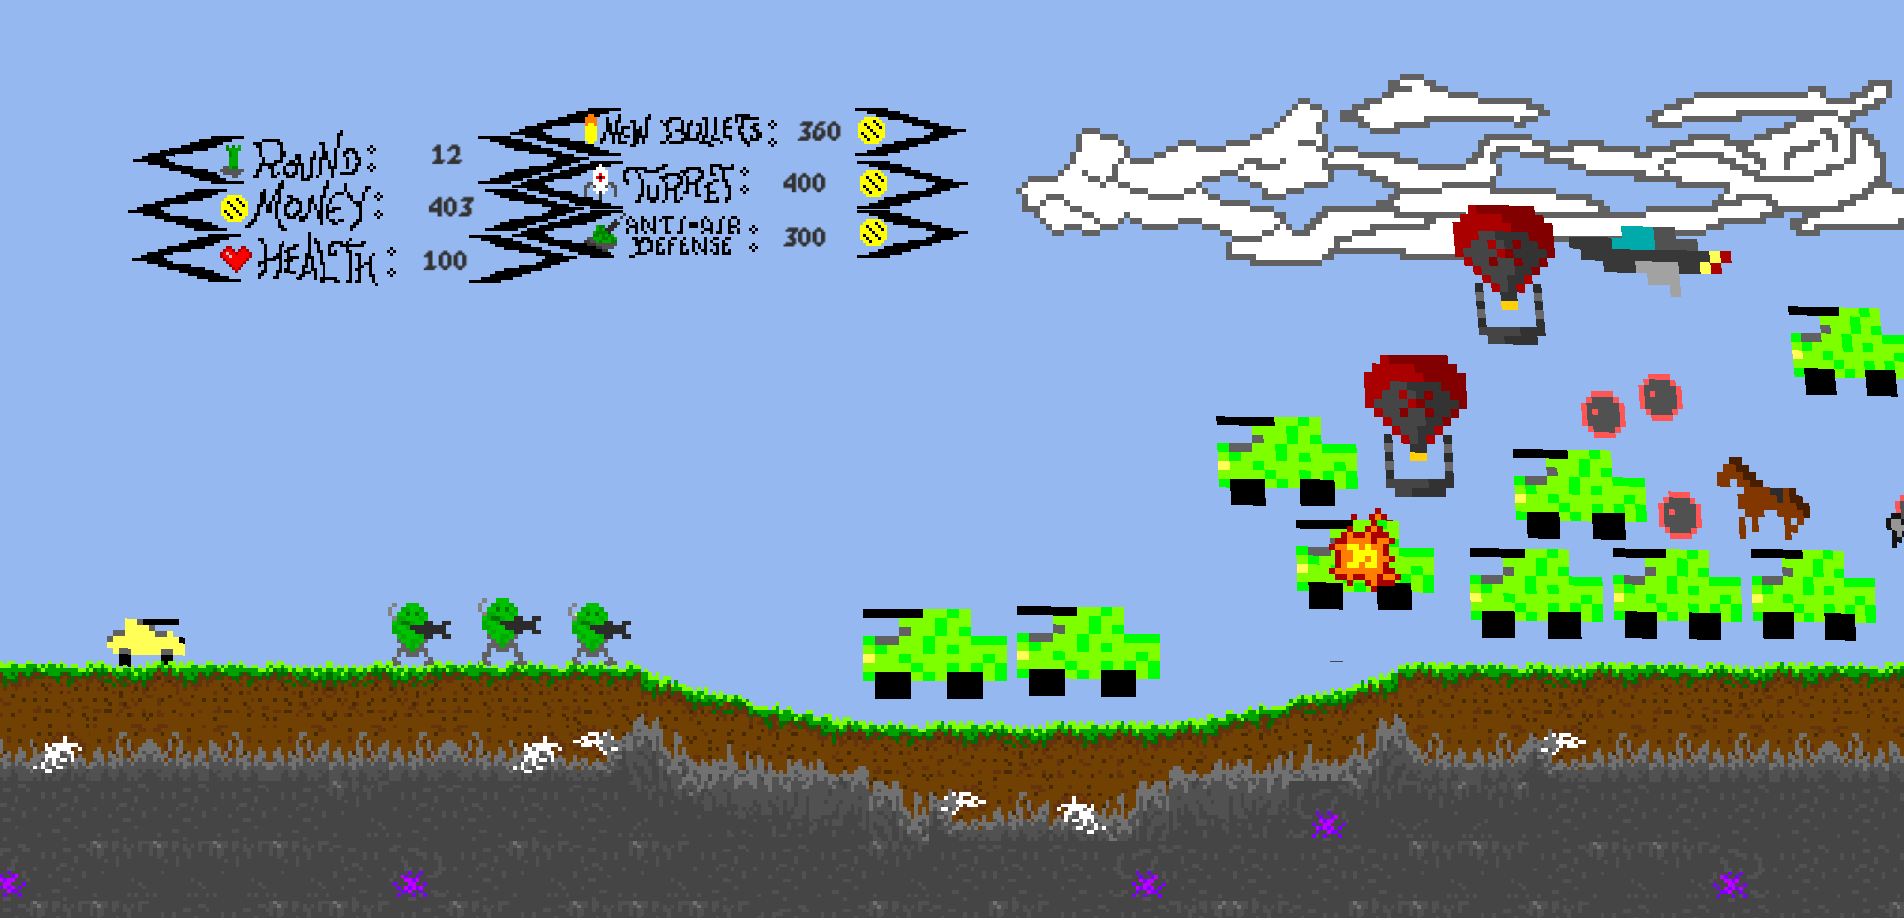 ROUND: 12
MONEY: 403
HEALTH: 100
NEW BULLETS: 360
TURRET: 400
ANTI-AIR DEFENSE: 300